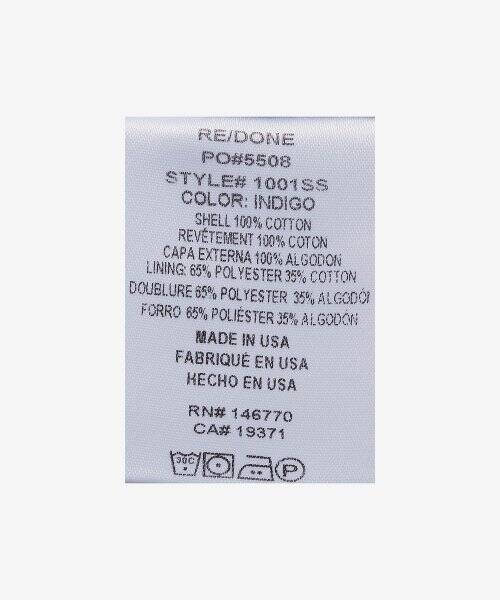 RE/DONE
PO#5508
STYLE# 1001SS
COLOR: INDIGO
SHELL 100% COTTON
REVÊTEMENT 100% COTON
CAPA EXTERNA 100% ALGODON
LINING: 65% POLYESTER 35% COTTON
DOUBLURE 65% POLYESTER 35% ALGODÓN
FORRO 65% POLIÉSTER 35% ALGODÓN
MADE IN USA
FABRIQUÉ EN USA
HECHO EN USA
RN# 146770
CA# 19371
30C P